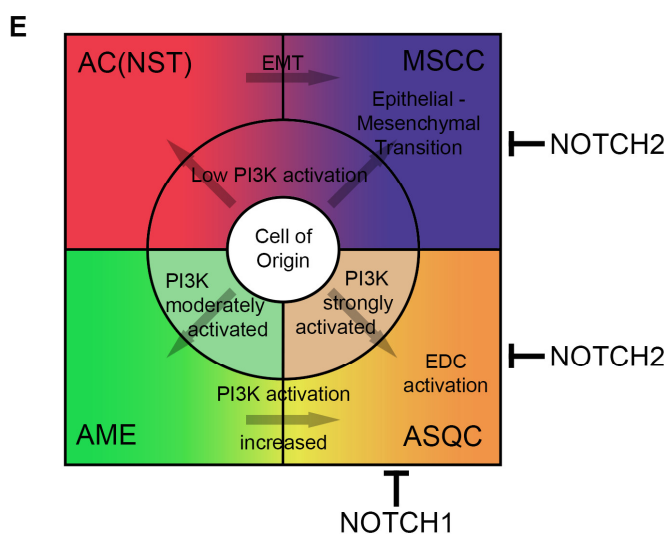 E
AC(NST)
EMT
MSCC
Epithelial -
Mesenchymal
Transition
NOTCH2
Low PI3K activation
Cell of
Origin
PI3K
moderately
activated
PI3K
strongly
activated
NOTCH2
EDC
activation
PI3K activation
increased
AME
ASQC
NOTCH1